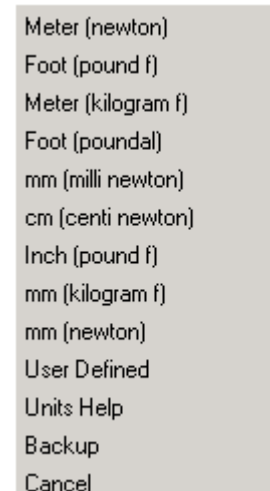 Meter (newton)
Foot (pound f)
Meter (kilogram f)
Foot (poundal)
mm (milli newton)
cm (centi newton)
Inch (pound f)
mm (kilogram f)
mm (newton)
User Defined
Units Help
Backup
Cancel